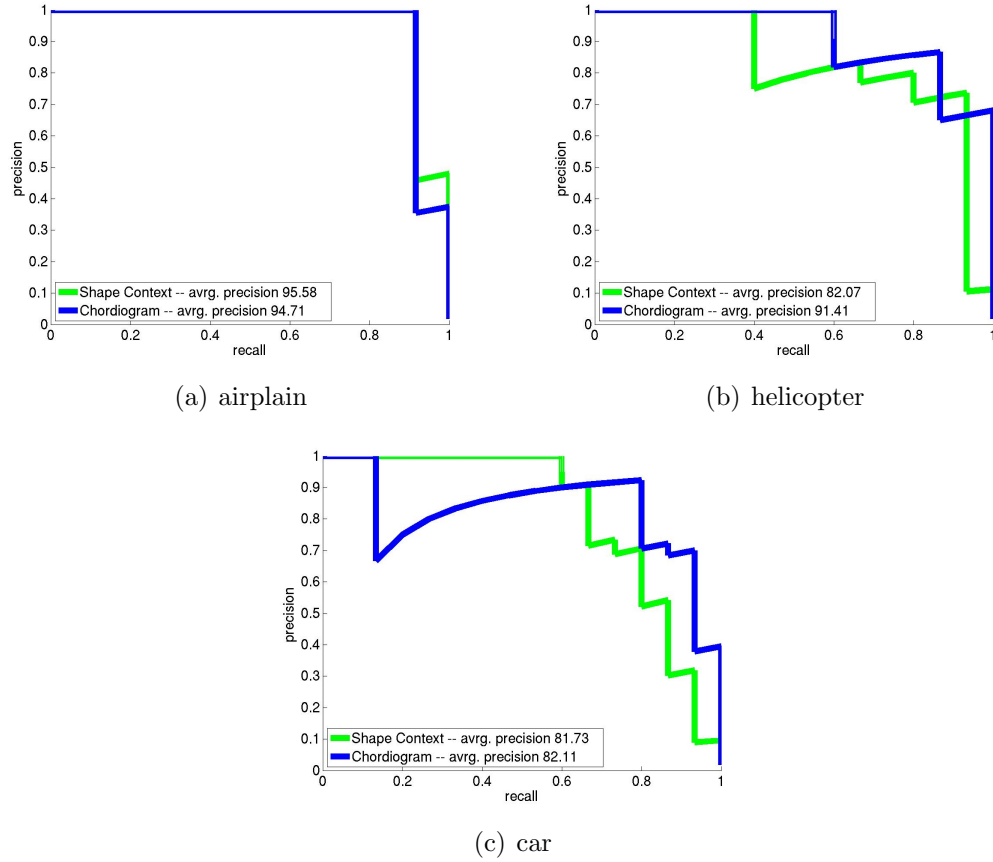 1
0.9
0.8
0.7
0.6
0.5
0.4
0.3
0.2
0.1
0
precision
Shape Context -- avrg. precision 95.58
Chordiogram -- avrg. precision 94.71
0 0.2 0.4 0.6 0.8 1
recall
(a) airplain
1
0.9
0.8
0.7
0.6
0.5
0.4
0.3
0.2
0.1
0
precision
Shape Context -- avrg. precision 82.07
Chordiogram -- avrg. precision 91.41
0 0.2 0.4 0.6 0.8 1
recall
(b) helicopter
1
0.9
0.8
0.7
0.6
0.5
0.4
0.3
0.2
0.1
0
precision
Shape Context -- avrg. precision 81.73
Chordiogram -- avrg. precision 82.11
0 0.2 0.4 0.6 0.8 1
recall
(c) car